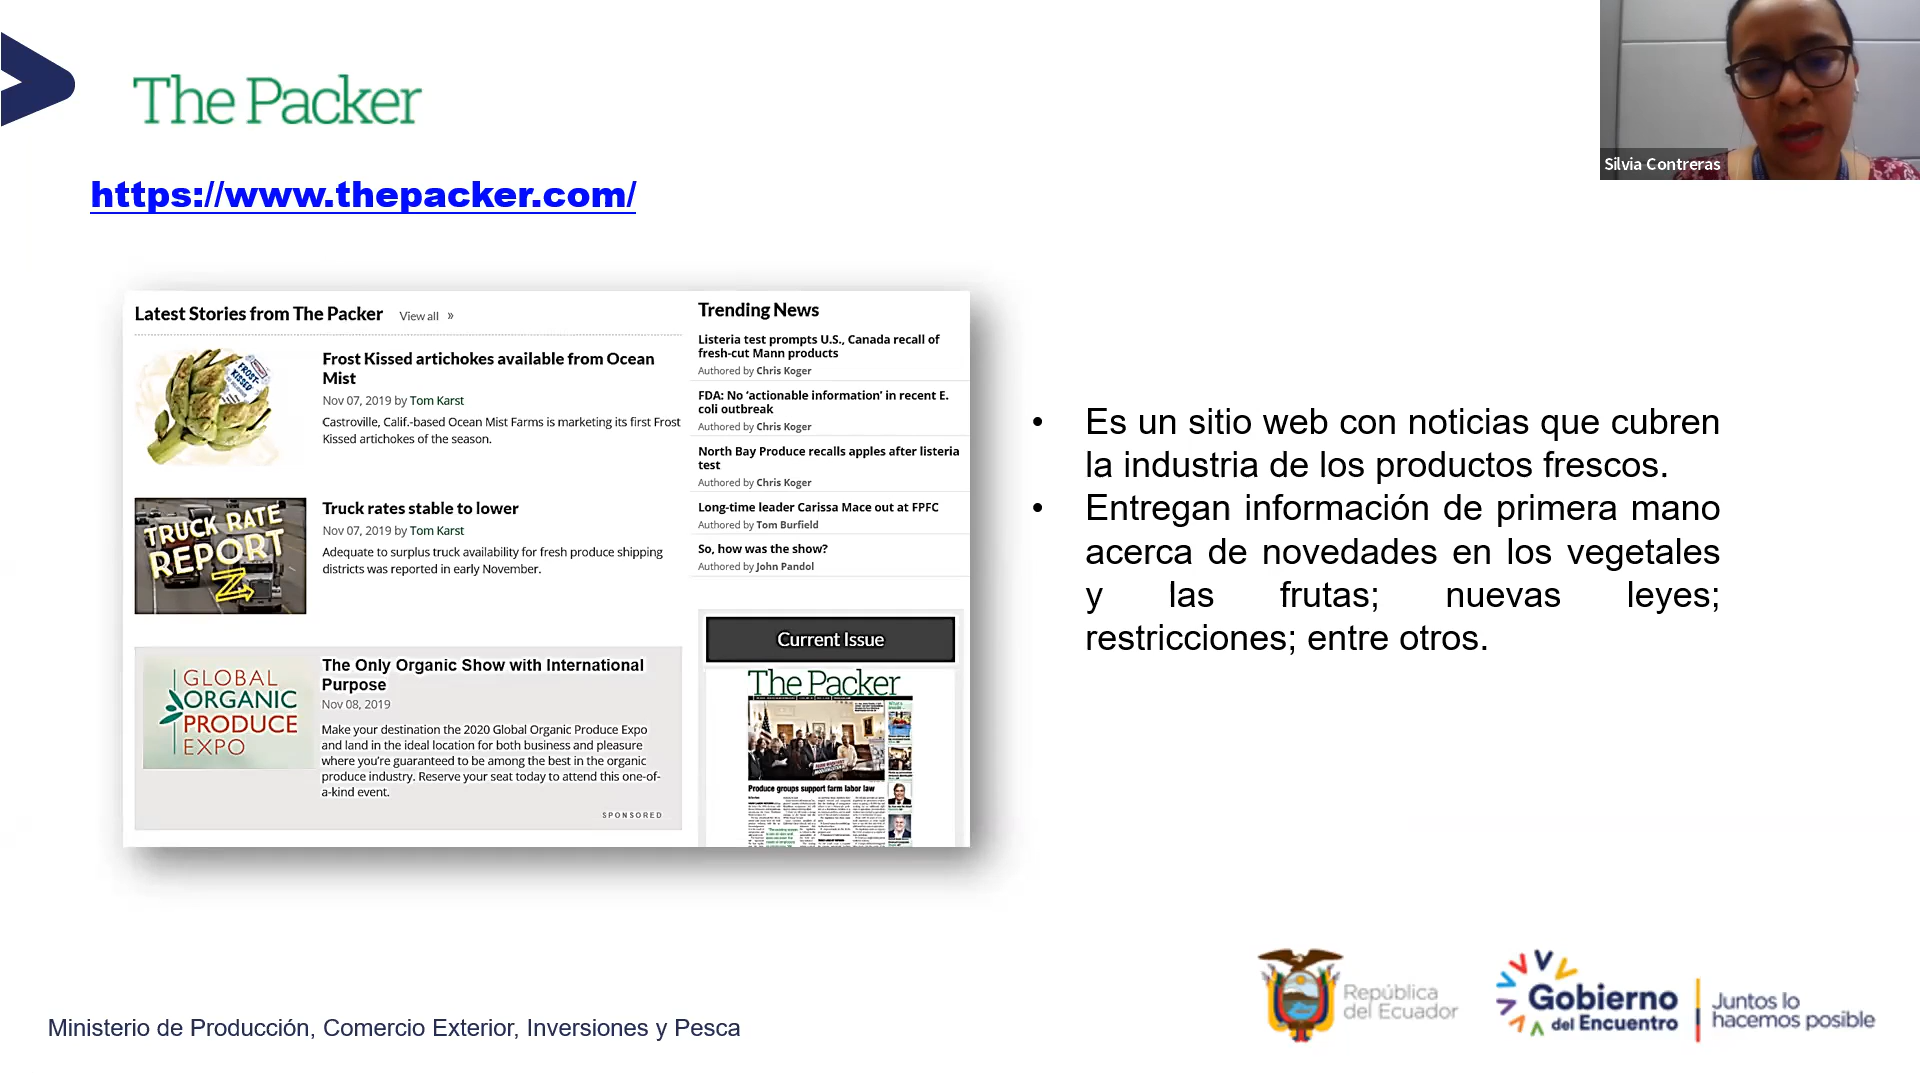 The Packer
Silvia Contreras
https://www.thepacker.com/
Latest Stories from The Packer View all »
Frost Kissed artichokes available from Ocean
Mist
Nov 07, 2019 by Tom Karst
Castroville, Calif.-based Ocean Mist Farms is marketing its first Frost
Kissed artichokes of the season.
FROST-
KISSED
TRUCK RATE
REPORT
Truck rates stable to lower
Nov 07, 2019 by Tom Karst
Adequate to surplus truck availability for fresh produce shipping
districts was reported in early November.
GLOBAL
ORGANIC
PRODUCE
EXPO
The Only Organic Show with International
Purpose
Nov 08, 2019
Make your destination the 2020 Global Organic Produce Expo
and land in the ideal location for both business and pleasure
where you're guaranteed to be among the best in the organic
produce industry. Reserve your seat today to attend this one-of-
a-kind event.
SPONSORED
Trending News
Listeria test prompts U.S., Canada recall of
fresh-cut Mann products
Authored by Chris Koger
FDA: No ‘actionable information’ in recent E.
coli outbreak
Authored by Chris Koger
North Bay Produce recalls apples after listeria
test
Authored by Chris Koger
Long-time leader Carissa Mace out at FPFC
Authored by Tom Burfield
So, how was the show?
Authored by John Pandol
Current Issue
The Packer
Produce groups support farm labor law
• Es un sitio web con noticias que cubren
la industria de los productos frescos.
• Entregan información de primera mano
acerca de novedades en los vegetales
y las frutas; nuevas leyes;
restricciones; entre otros.
Ministerio de Producción, Comercio Exterior, Inversiones y Pesca
República
del Ecuador
Gobierno
del Encuentro
Juntos lo
hacemos posible